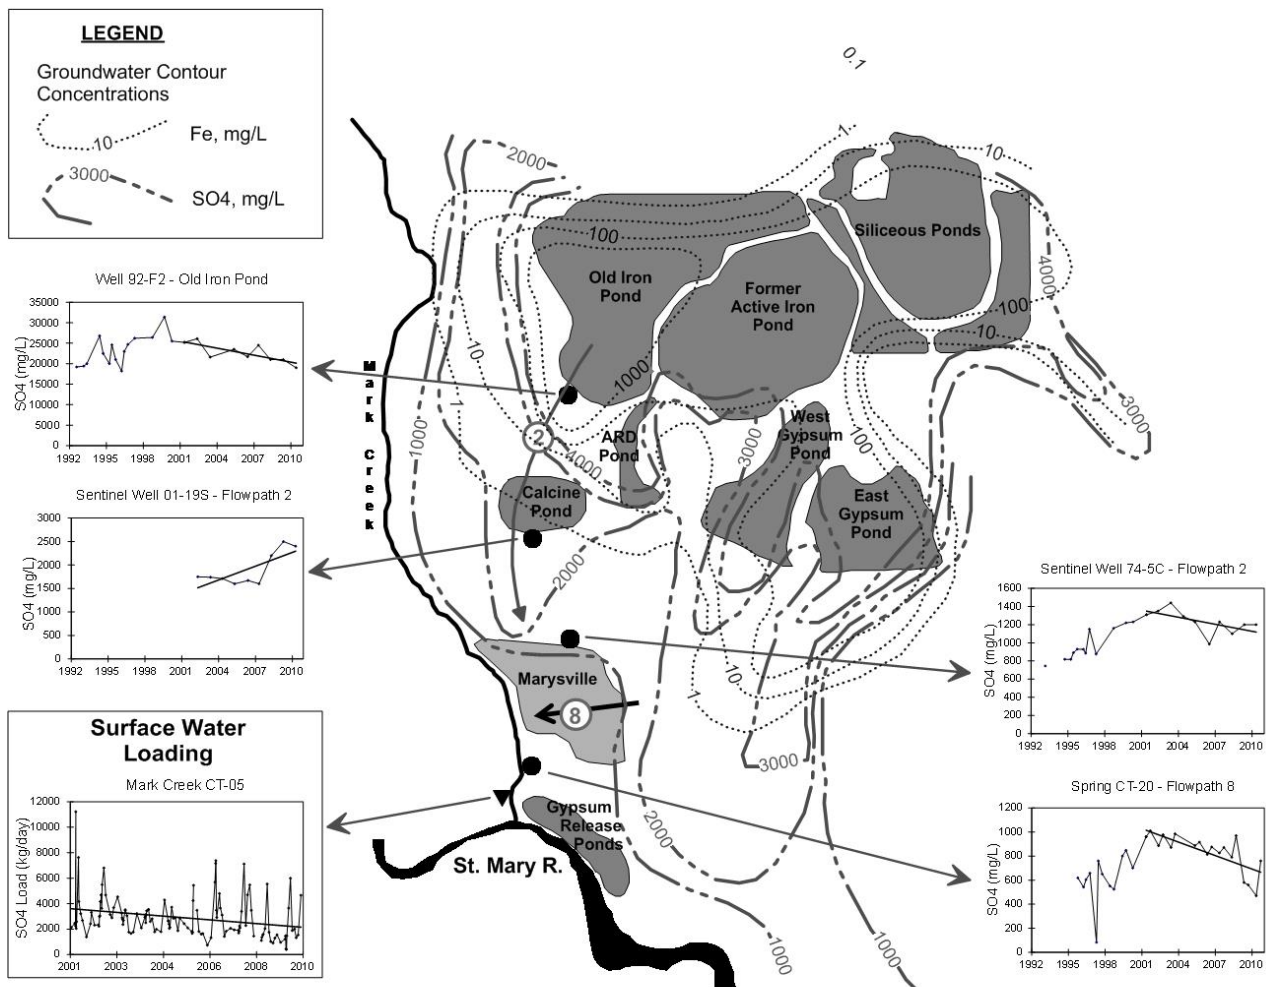 LEGEND
Groundwater Contour
Concentrations
10
Fe, mg/L
3000
SO4, mg/L
Well 92-F2 - Old Iron Pond
SO4 (mg/L)
35000
30000
25000
20000
15000
10000
5000
0
1992 1995 1998 2001 2004 2007 2010
Sentinel Well 01-19S - Flowpath 2
SO4 (mg/L)
3000
2500
2000
1500
1000
500
0
1992 1995 1998 2001 2004 2007 2010
Surface Water
Loading
Mark Creek CT-05
SO4 Load (kg/day)
12000
10000
8000
6000
4000
2000
0
2001 2003 2004 2006 2008 2010
Mark Creek
0.1
1
10
2000
100
Siliceous Ponds
Old Iron
Pond
Former
Active Iron
Pond
4000
100
10
10
1000
1
1000
3000
2
ARD
Pond
4000
3000
West
Gypsum
Pond
100
Calcine
Pond
East
Gypsum
Pond
2000
Marysville
8
10
1
3000
Gypsum
Release
Ponds
2000
St. Mary R.
1000
1000
Sentinel Well 74-5C - Flowpath 2
SO4 (mg/L)
1600
1400
1200
1000
800
600
400
200
0
1992 1995 1998 2001 2004 2007 2010
Spring CT-20 - Flowpath 8
SO4 (mg/L)
1200
1000
800
600
400
200
0
1992 1995 1998 2001 2004 2007 2010